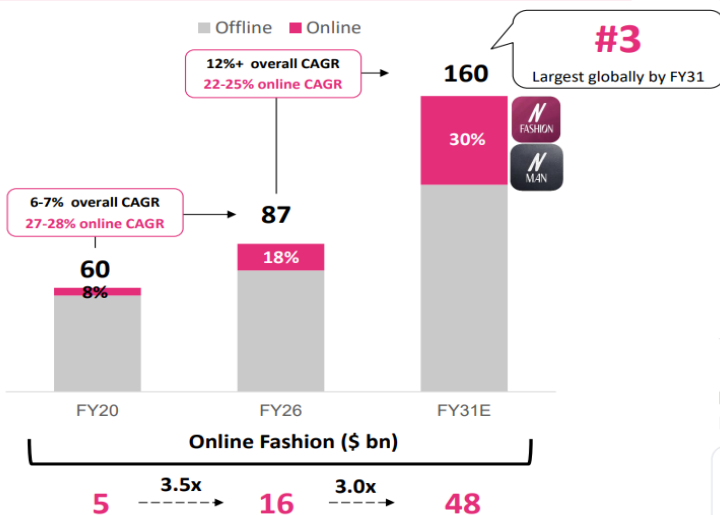 Offline Online
#3
Largest globally by FY31
12%+ overall CAGR
22-25% online CAGR
160
30%
N
FASHION
N
MAN
6-7% overall CAGR
27-28% online CAGR
87
18%
60
8%
FY20 FY26 FY31E
Online Fashion ($ bn)
5 3.5x 16 3.0x 48